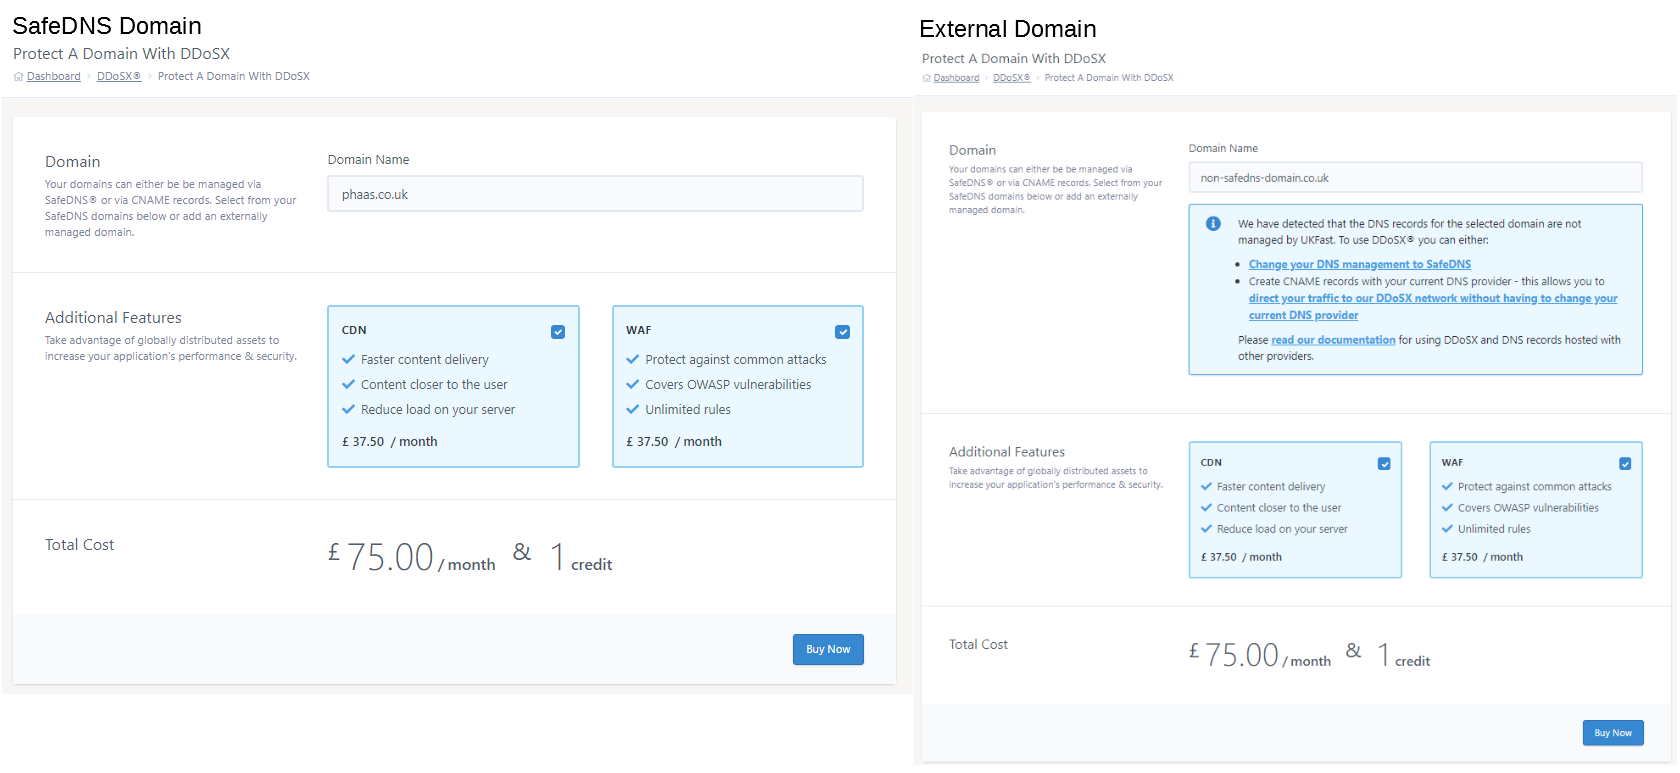 SafeDNS Domain
Protect A Domain With DDoSX
Dashboard › DDoSX® › Protect A Domain With DDoSX
Domain
Your domains can either be be managed via
SafeDNS® or via CNAME records. Select from your
SafeDNS domains below or add an externally
managed domain.
Domain Name
phaas.co.uk
Additional Features
Take advantage of globally distributed assets to
increase your application's performance & security.
CDN
Faster content delivery
Content closer to the user
Reduce load on your server
£ 37.50 / month
WAF
Protect against common attacks
Covers OWASP vulnerabilities
Unlimited rules
£ 37.50 / month
Total Cost
£ 75.00 / month & 1 credit
Buy Now
External Domain
Protect A Domain With DDoSX
Dashboard › DDoSX® › Protect A Domain With DDoSX
Domain
Your domains can either be be managed via
SafeDNS® or via CNAME records. Select from your
SafeDNS domains below or add an externally
managed domain.
Domain Name
non-safedns-domain.co.uk
We have detected that the DNS records for the selected domain are not
managed by UKFast. To use DDoSX® you can either:
• Change your DNS management to SafeDNS
• Create CNAME records with your current DNS provider - this allows you to
direct your traffic to our DDoSX network without having to change your
current DNS provider
Please read our documentation for using DDoSX and DNS records hosted with
other providers.
Additional Features
Take advantage of globally distributed assets to
increase your application's performance & security.
CDN
Faster content delivery
Content closer to the user
Reduce load on your server
£ 37.50 / month
WAF
Protect against common attacks
Covers OWASP vulnerabilities
Unlimited rules
£ 37.50 / month
Total Cost
£ 75.00 / month & 1 credit
Buy Now